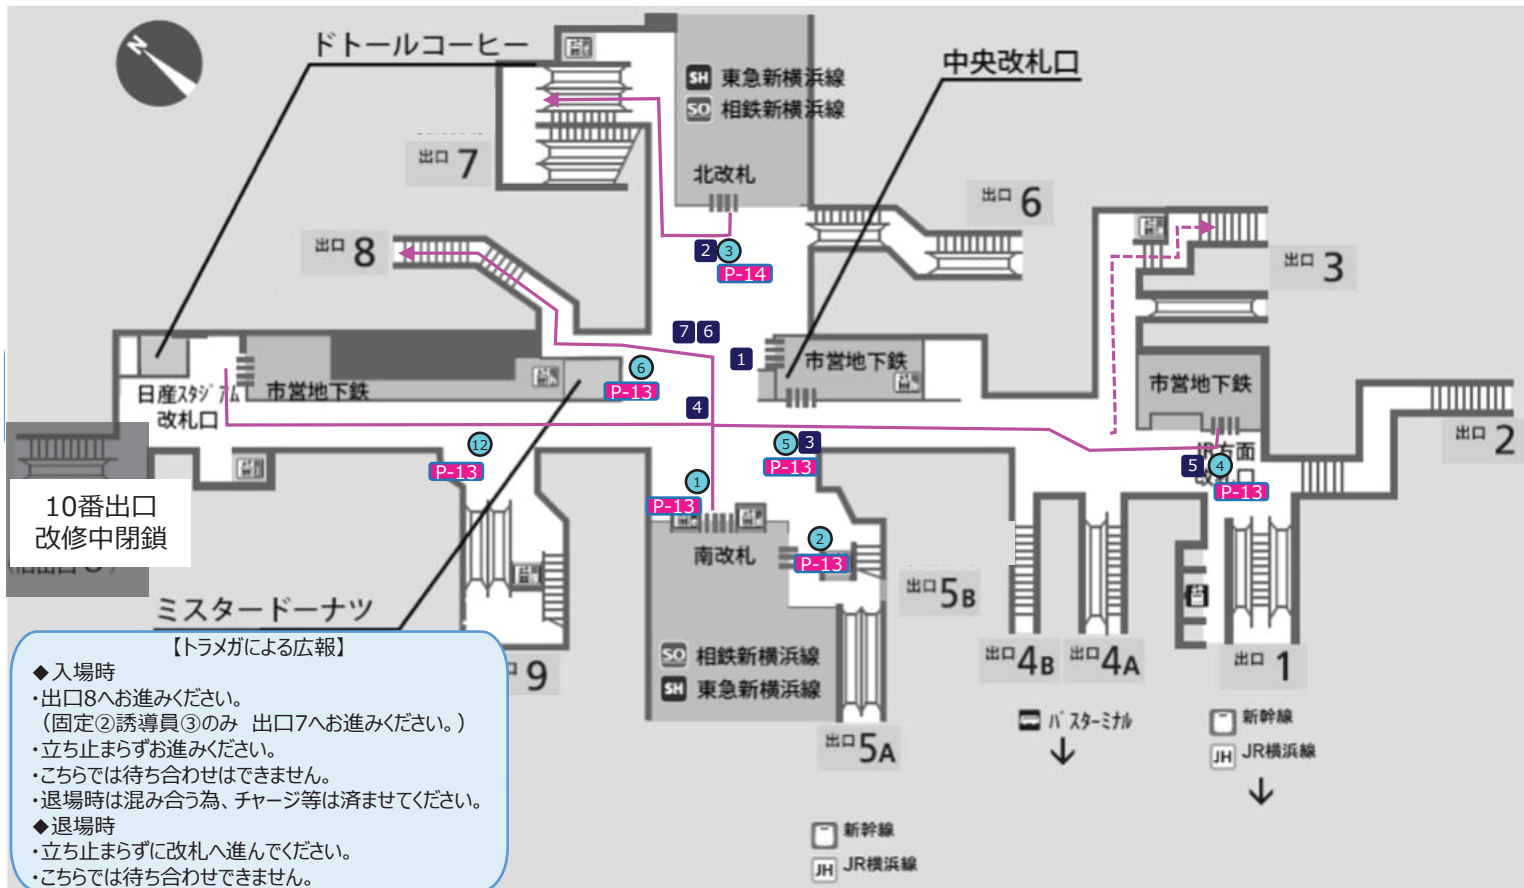 N
ドトールコーヒー
中央改札口
SH 東急新横浜線
SO 相鉄新横浜線
北改札
出口 7
出口 6
出口 8
出口 3
2
3
P-14
7
6
1
市営地下鉄
市営地下鉄
市営地下鉄
6
P-13
日産スタジアム
改札口
4
出口 2
12
P-13
5
3
P-13
JR方面
5
4
P-13
1
P-13
南改札
2
P-13
10番出口
改修中閉鎖
ミスタードーナツ
出口 5B
SO 相鉄新横浜線
SH 東急新横浜線
出口 4B
出口 4A
出口 1
口 9
出口 5A
バスターミナル
新幹線
JH JR横浜線
新幹線
JH JR横浜線
【トラメガによる広報】
◆入場時
・出口8へお進みください。
（固定②誘導員③のみ 出口7へお進みください。）
・立ち止まらずお進みください。
・こちらでは待ち合わせはできません。
・退場時は混み合う為、チャージ等は済ませてください。
◆退場時
・立ち止まらずに改札へ進んでください。
・こちらでは待ち合わせできません。